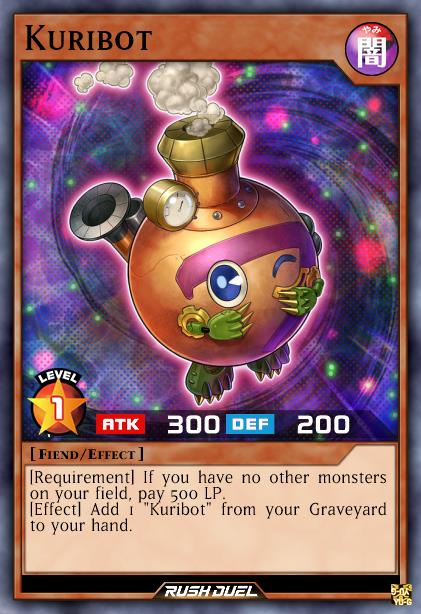 KURIBOT
やみ
闇
LEVEL
1
ATK 300 DEF 200
[FIEND/EFFECT]
[Requirement] If you have no other monsters
on your field, pay 500 LP.
[Effect] Add 1 "Kuribot" from your Graveyard
to your hand.
RUSH DUEL